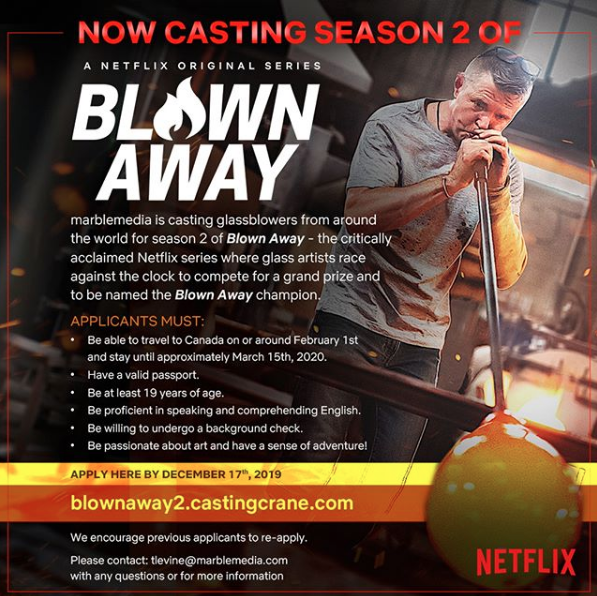 NOW CASTING SEASON 2 OF
A NETFLIX ORIGINAL SERIES
BLOWN
AWAY
marblemedia is casting glassblowers from around
the world for season 2 of Blown Away - the critically
acclaimed Netflix series where glass artists race
against the clock to compete for a grand prize and
to be named the Blown Away champion.
APPLICANTS MUST:
• Be able to travel to Canada on or around February 1st
and stay until approximately March 15th, 2020.
• Have a valid passport.
• Be at least 19 years of age.
• Be proficient in speaking and comprehending English.
• Be willing to undergo a background check.
• Be passionate about art and have a sense of adventure!
APPLY HERE BY DECEMBER 17th, 2019
blownaway2.castingcrane.com
We encourage previous applicants to re-apply.
Please contact: tlevine@marblemedia.com
with any questions or for more information
NETFLIX